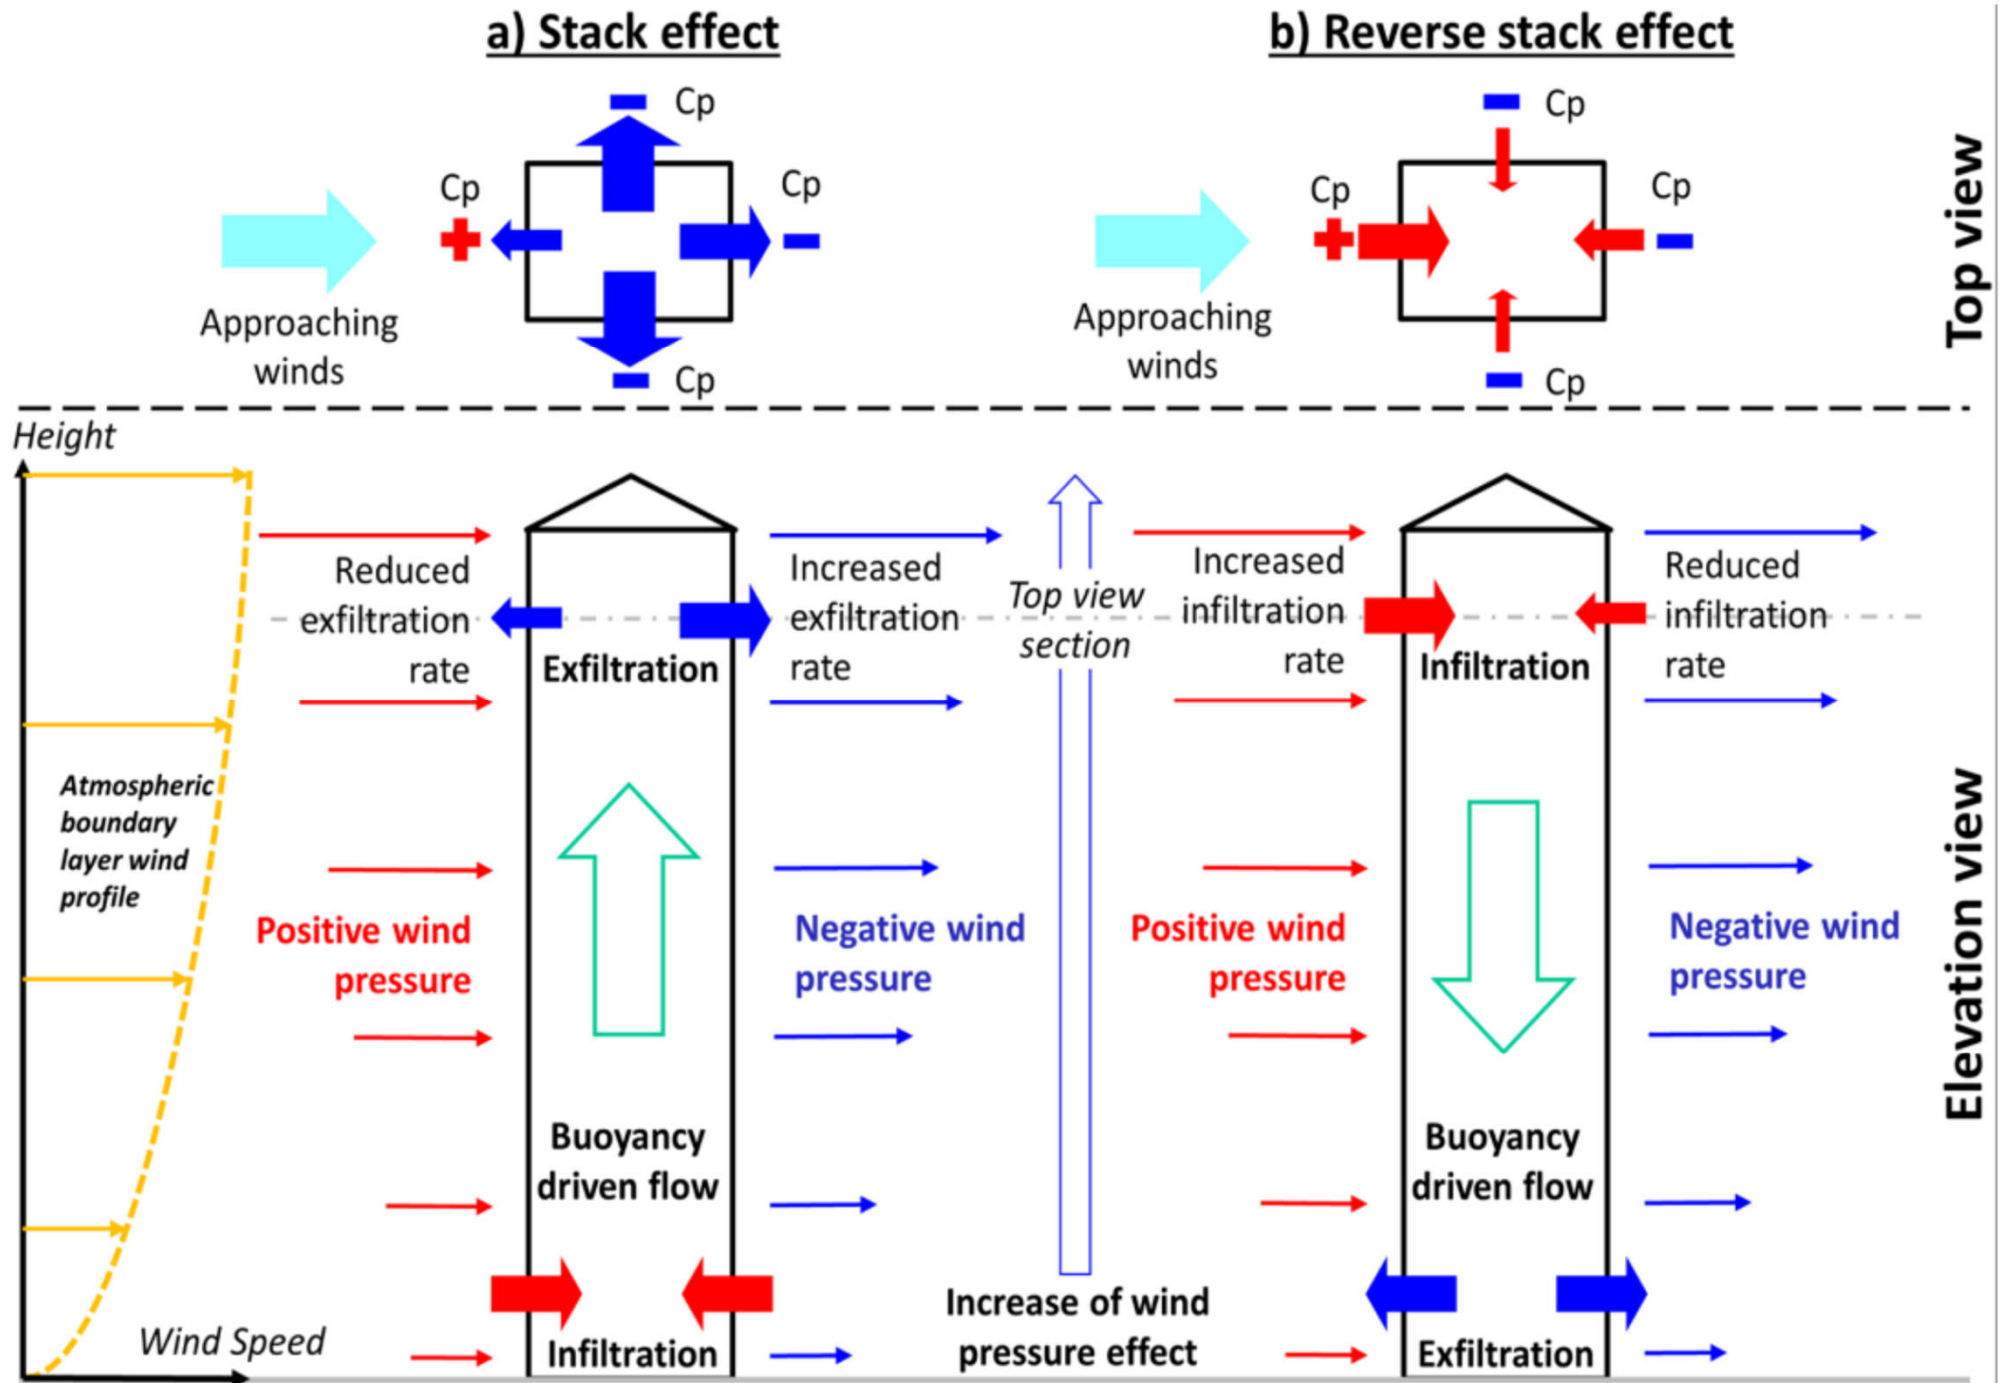 a) Stack effect
b) Reverse stack effect
Cp
Cp
Cp
Cp
Approaching
winds
Cp
Cp
Cp
Cp
Approaching
winds
Top view
Height
Atmospheric
boundary
layer wind
profile
Wind Speed
Reduced
exfiltration
rate
Exfiltration
Increased
exfiltration
rate
Positive wind
pressure
Negative wind
pressure
Buoyancy
driven flow
Infiltration
Top view
section
Increase of wind
pressure effect
Increased
infiltration
rate
Infiltration
Reduced
infiltration
rate
Positive wind
pressure
Negative wind
pressure
Buoyancy
driven flow
Exfiltration
Elevation view